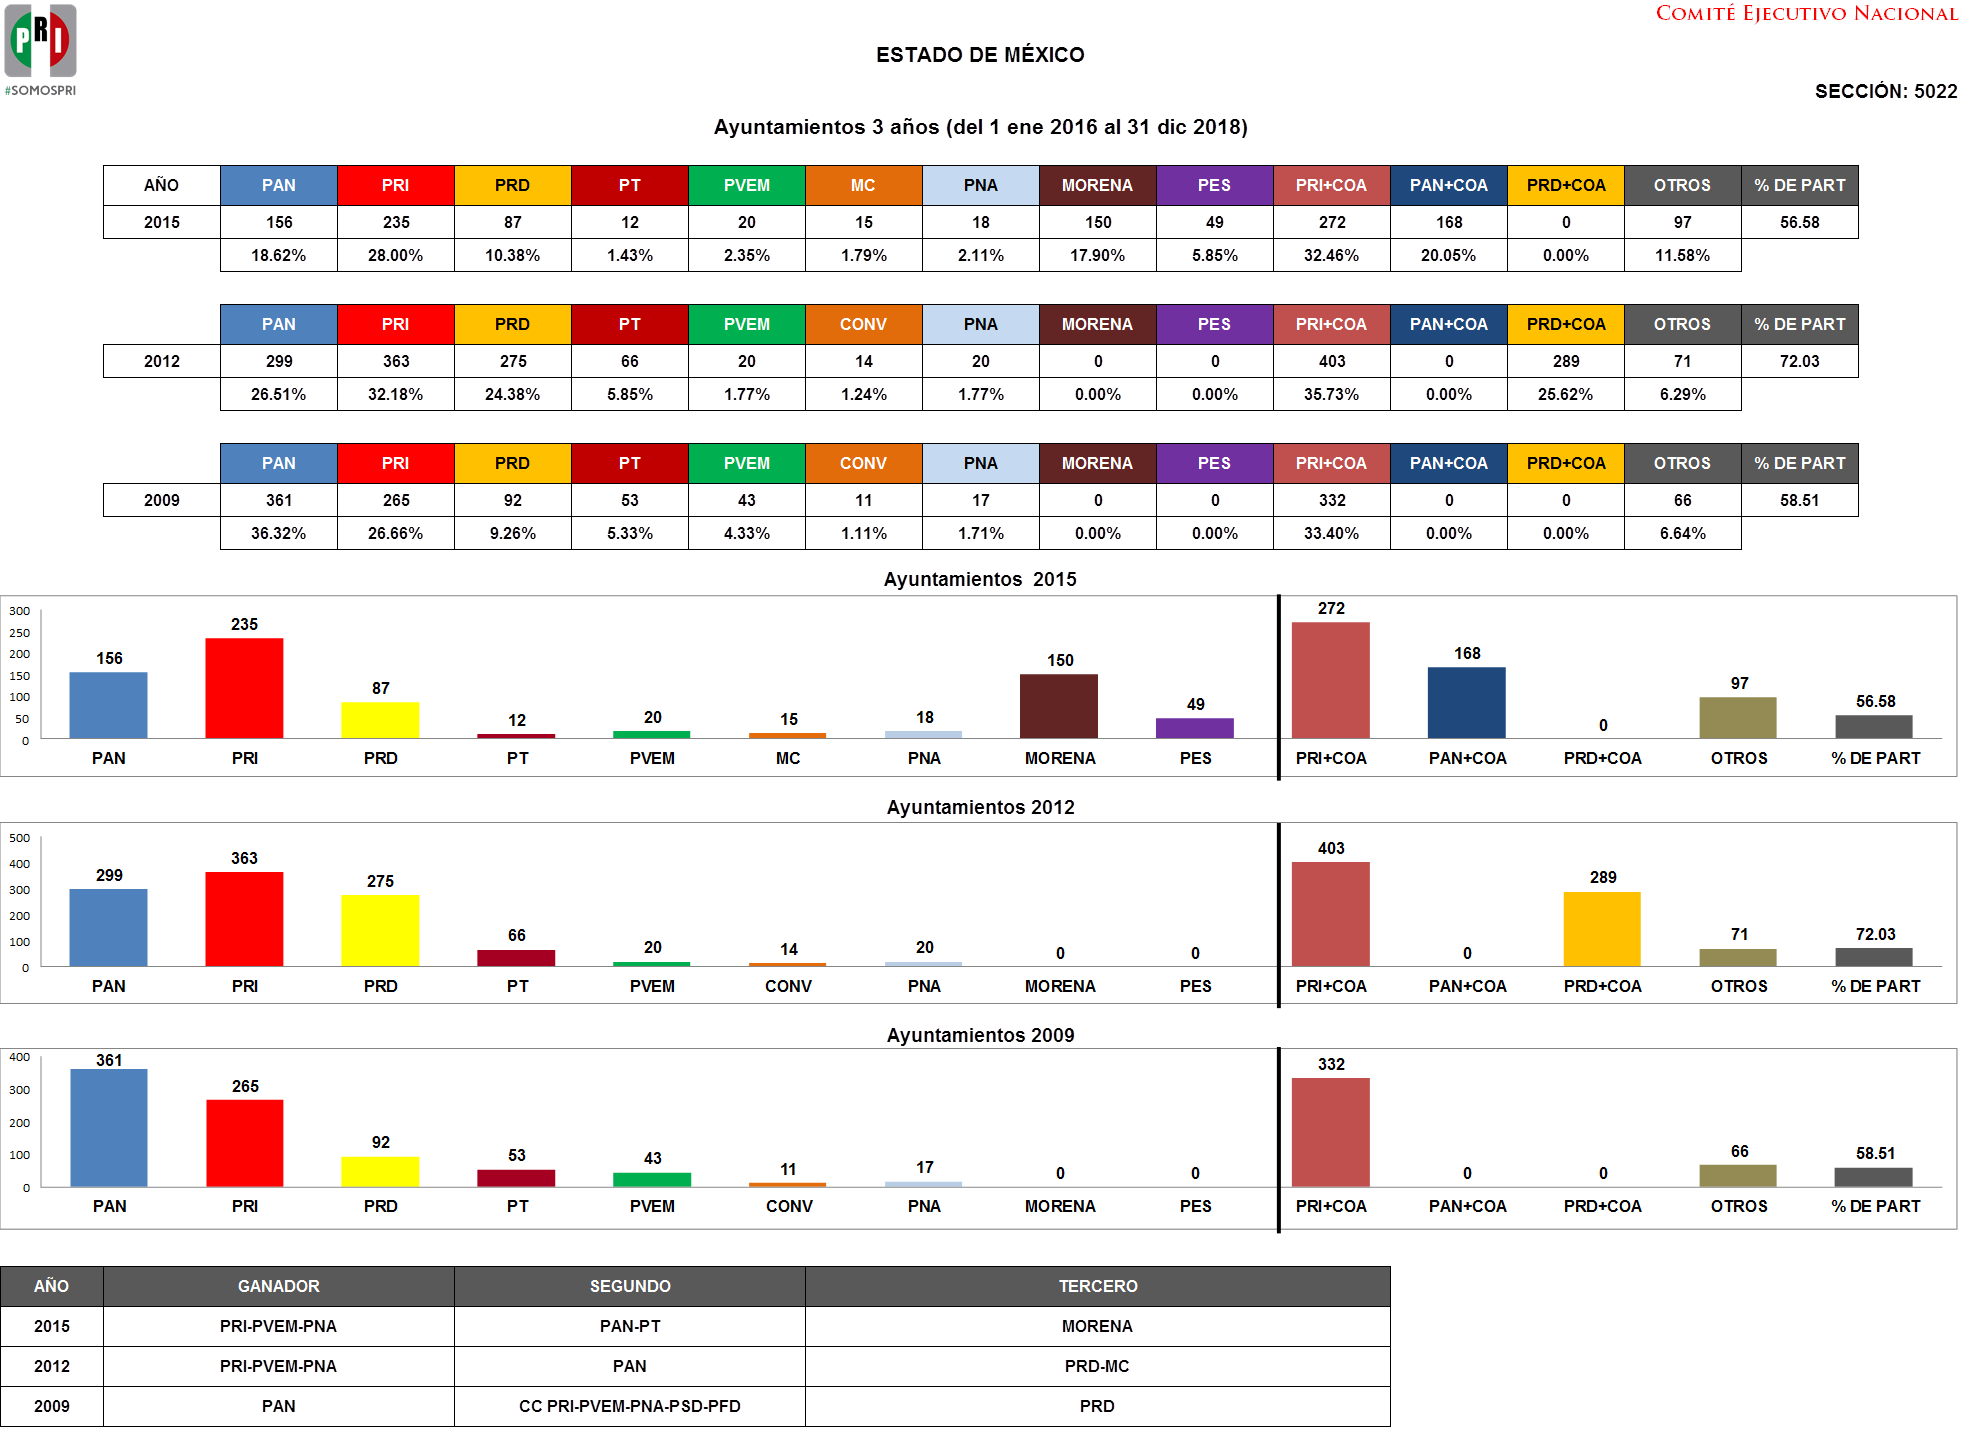 COMITÉ EJECUTIVO NACIONAL
PRI
#SOMOSPRI
ESTADO DE MÉXICO
SECCIÓN: 5022
Ayuntamientos 3 años (del 1 ene 2016 al 31 dic 2018)
AÑO PAN PRI PRD PT PVEM MC PNA MORENA PES PRI+COA PAN+COA PRD+COA OTROS % DE PART
2015 156 235 87 12 20 15 18 150 49 272 168 0 97 56.58
18.62% 28.00% 10.38% 1.43% 2.35% 1.79% 2.11% 17.90% 5.85% 32.46% 20.05% 0.00% 11.58%
PAN PRI PRD PT PVEM CONV PNA MORENA PES PRI+COA PAN+COA PRD+COA OTROS % DE PART
2012 299 363 275 66 20 14 20 0 0 403 0 289 71 72.03
26.51% 32.18% 24.38% 5.85% 1.77% 1.24% 1.77% 0.00% 0.00% 35.73% 0.00% 25.62% 6.29%
PAN PRI PRD PT PVEM CONV PNA MORENA PES PRI+COA PAN+COA PRD+COA OTROS % DE PART
2009 361 265 92 53 43 11 17 0 0 332 0 0 66 58.51
36.32% 26.66% 9.26% 5.33% 4.33% 1.11% 1.71% 0.00% 0.00% 33.40% 0.00% 0.00% 6.64%
Ayuntamientos 2015
300
250
200
150
100
50
0
156 235 87 12 20 15 18 150 49 272 168 0 97 56.58
PAN PRI PRD PT PVEM MC PNA MORENA PES PRI+COA PAN+COA PRD+COA OTROS % DE PART
Ayuntamientos 2012
500
400
300
200
100
0
299 363 275 66 20 14 20 0 0 403 0 289 71 72.03
PAN PRI PRD PT PVEM CONV PNA MORENA PES PRI+COA PAN+COA PRD+COA OTROS % DE PART
Ayuntamientos 2009
400
300
200
100
0
361 265 92 53 43 11 17 0 0 332 0 0 66 58.51
PAN PRI PRD PT PVEM CONV PNA MORENA PES PRI+COA PAN+COA PRD+COA OTROS % DE PART
AÑO GANADOR SEGUNDO TERCERO
2015 PRI-PVEM-PNA PAN-PT MORENA
2012 PRI-PVEM-PNA PAN PRD-MC
2009 PAN CC PRI-PVEM-PNA-PSD-PFD PRD